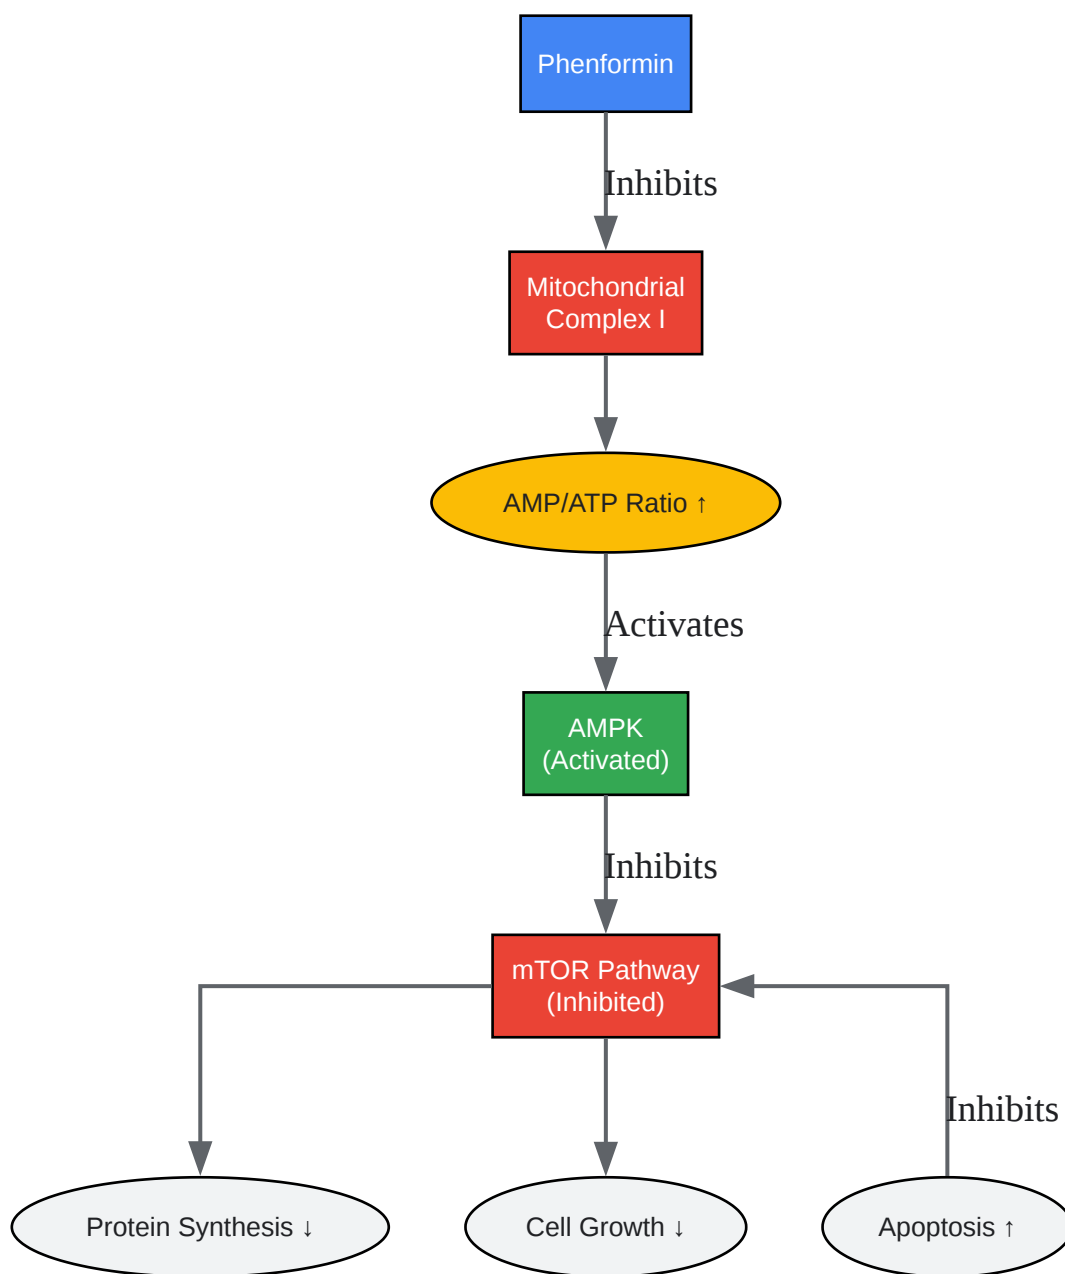 Phenformin
Inhibits
Mitochondrial
Complex I
AMP/ATP Ratio ↑
Activates
AMPK
(Activated)
Inhibits
mTOR Pathway
(Inhibited)
Inhibits
Protein Synthesis ↓
Cell Growth ↓
Apoptosis ↑